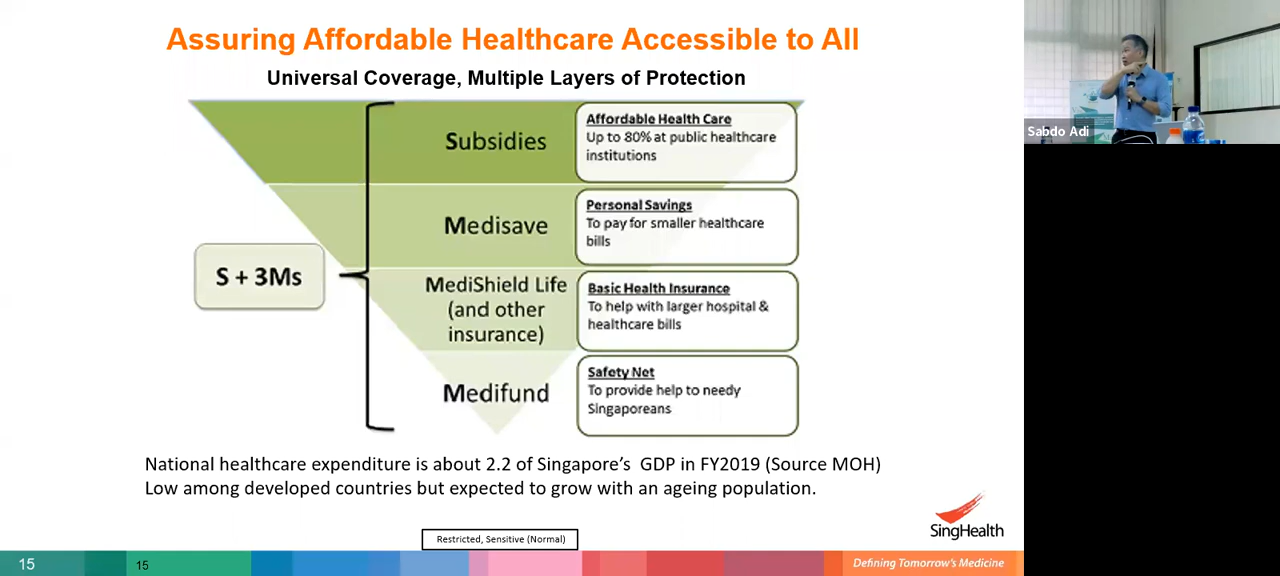 Assuring Affordable Healthcare Accessible to All
Universal Coverage, Multiple Layers of Protection
S + 3Ms
Subsidies
Affordable Health Care
Up to 80% at public healthcare
institutions
Medisave
Personal Savings
To pay for smaller healthcare
bills
MediShield Life
(and other
insurance)
Basic Health Insurance
To help with larger hospital &
healthcare bills
Medifund
Safety Net
To provide help to needy
Singaporeans
National healthcare expenditure is about 2.2 of Singapore’s GDP in FY2019 (Source MOH)
Low among developed countries but expected to grow with an ageing population.
SingHealth
Restricted, Sensitive (Normal)
15
15
Defining Tomorrow's Medicine
Sabdo Adi